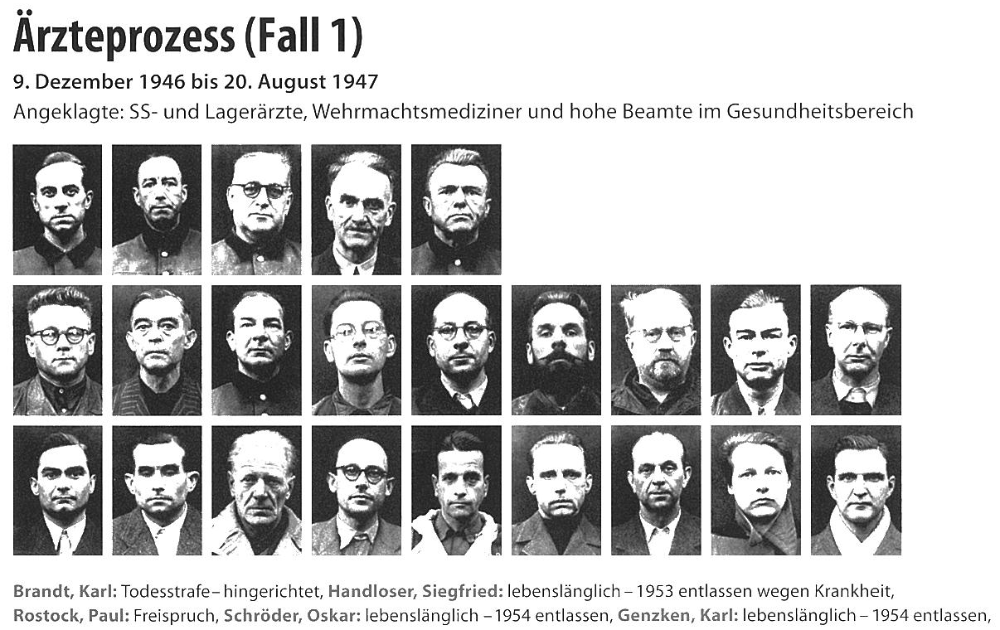 Ärzteprozess (Fall 1)
9. Dezember 1946 bis 20. August 1947
Angeklagte: SS- und Lagerärzte, Wehrmachtsmediziner und hohe Beamte im Gesundheitsbereich
Brandt, Karl: Todesstrafe – hingerichtet, Handloser, Siegfried: lebenslänglich – 1953 entlassen wegen Krankheit,
Rostock, Paul: Freispruch, Schröder, Oskar: lebenslänglich – 1954 entlassen, Genzken, Karl: lebenslänglich – 1954 entlassen,